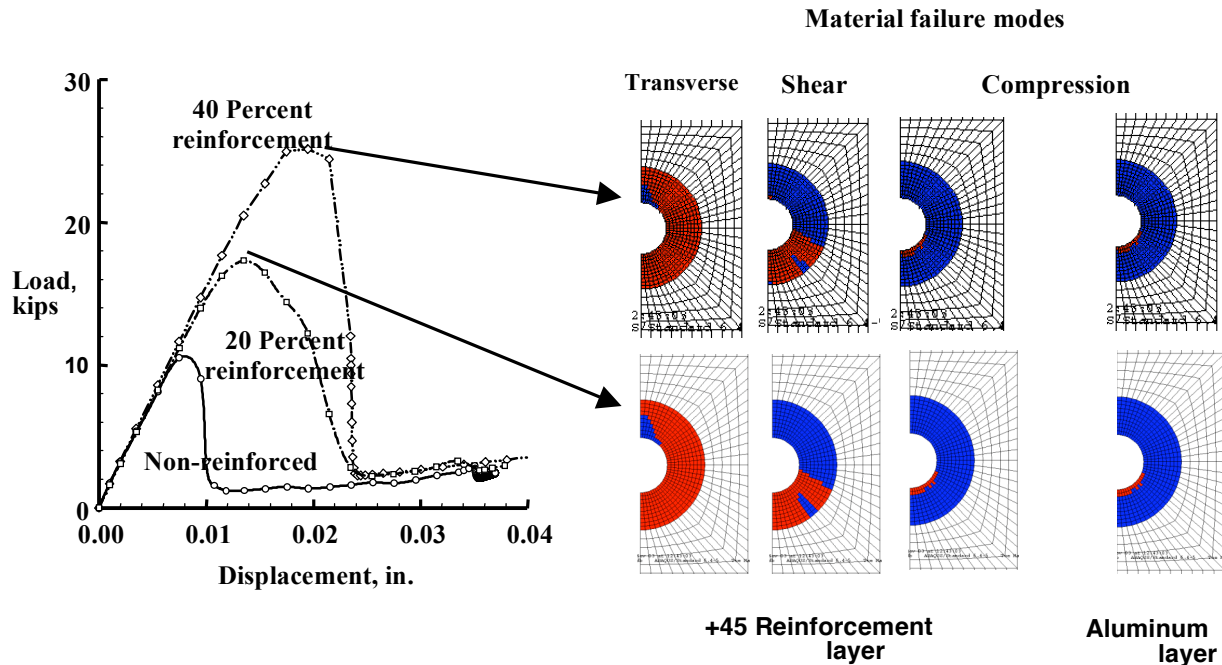 Material failure modes
Transverse
Shear
Compression
30
20
10
0
Load,
kips
40 Percent
reinforcement
20 Percent
reinforcement
Non-reinforced
0.00
0.01
0.02
0.03
0.04
Displacement, in.
+45 Reinforcement
layer
Aluminum
layer